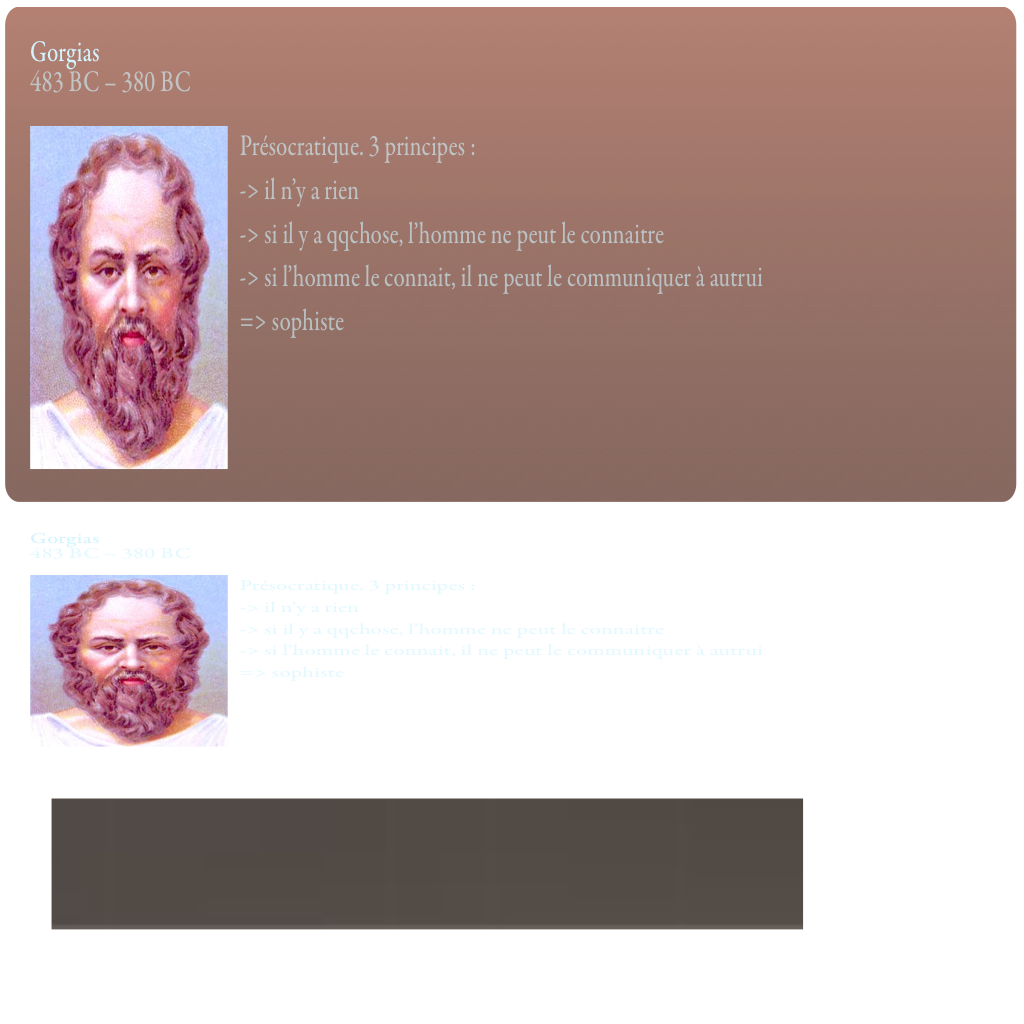 Gorgias
483 BC – 380 BC
Présocratique. 3 principes :
-> il n’y a rien
-> si il y a qqchose, l’homme ne peut le connaitre
-> si l’homme le connait, il ne peut le communiquer à autrui
=> sophiste
Gorgias
483 BC – 380 BC
Présocratique. 3 principes :
-> il n’y a rien
-> si il y a qqchose, l’homme ne peut le connaitre
-> si l’homme le connait, il ne peut le communiquer à autrui
=> sophiste